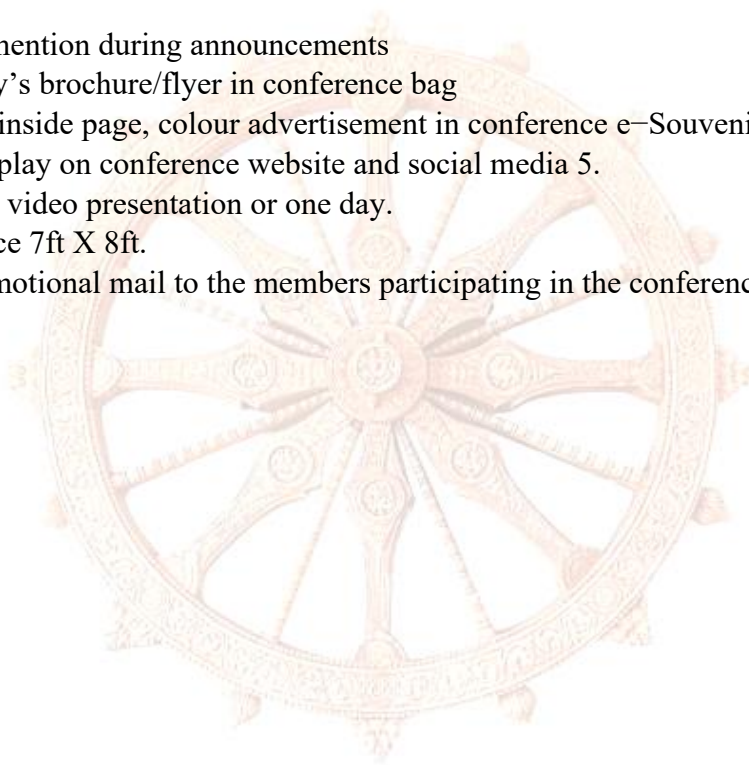 mention during announcements
y’s brochure/flyer in conference bag
inside page, colour advertisement in conference e−Souveni
play on conference website and social media 5.
video presentation or one day.
ce 7ft X 8ft.
motional mail to the members participating in the conferenc